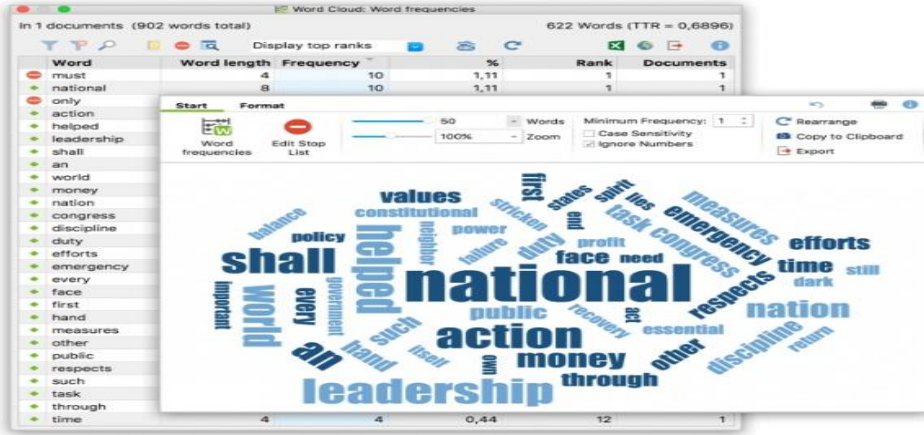 Word Cloud: Word frequencies
In 1 documents (902 words total) 622 Words (TTR = 0,6896)
Display top ranks
Word Word length Frequency % Rank Documents
must 4 10 1,11 1 1
national 8 10 1,11 1 1
only
action
helped
leadership
shall
an
world
money
nation
congress
discipline
duty
efforts
emergency
every
face
first
hand
measures
other
public
respects
such
task
through
time 4 4 0,44 12 1
Start Format
Word frequencies
Edit Stop List
50 Words
100% Zoom
Minimum Frequency: 1
Case Sensitivity
Ignore Numbers
Rearrange
Copy to Clipboard
Export
first
states
spirit
lies
measures
values
stricken
end
task
congress
emergency
constitutional
balance
policy
helped
neighbor
power
failure
duty
profit
efforts
shall
face need
time still
national
respects
dark
important
world
every
government
public
recovery
act
essential
nation
such
itself
action
other
discipline
return
an
hand
own
money
through
leadership